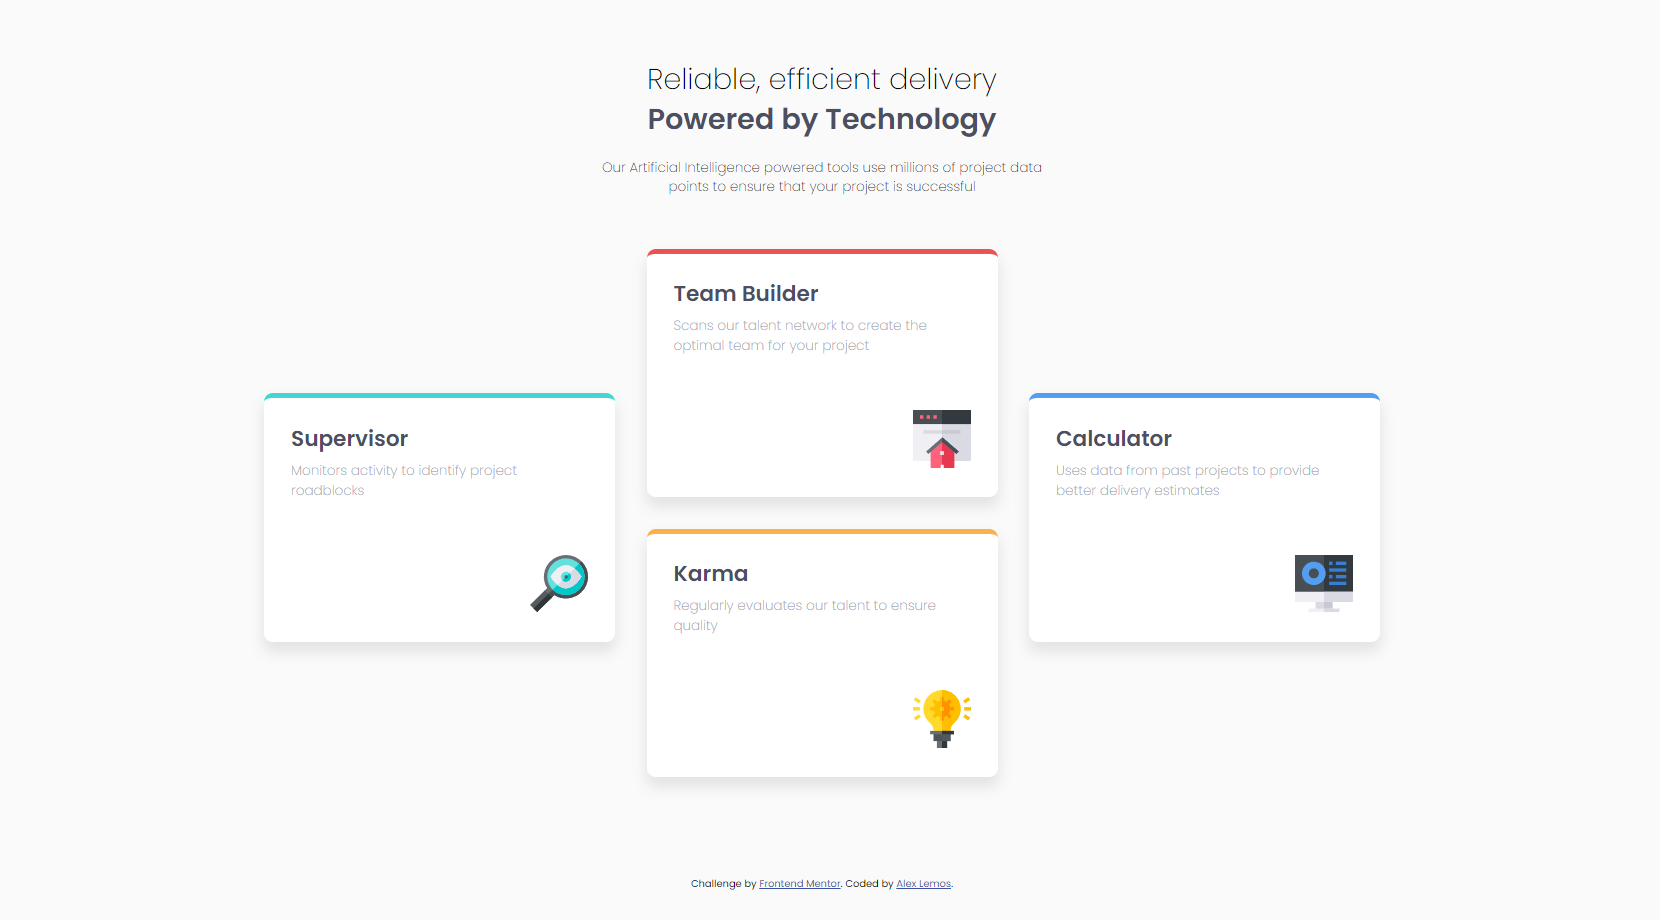 Reliable, efficient delivery
Powered by Technology
Our Artificial Intelligence powered tools use millions of project data
points to ensure that your project is successful
Team Builder
Scans our talent network to create the
optimal team for your project
Supervisor
Monitors activity to identify project
roadblocks
Calculator
Uses data from past projects to provide
better delivery estimates
Karma
Regularly evaluates our talent to ensure
quality
Challenge by Frontend Mentor. Coded by Alex Lemos.